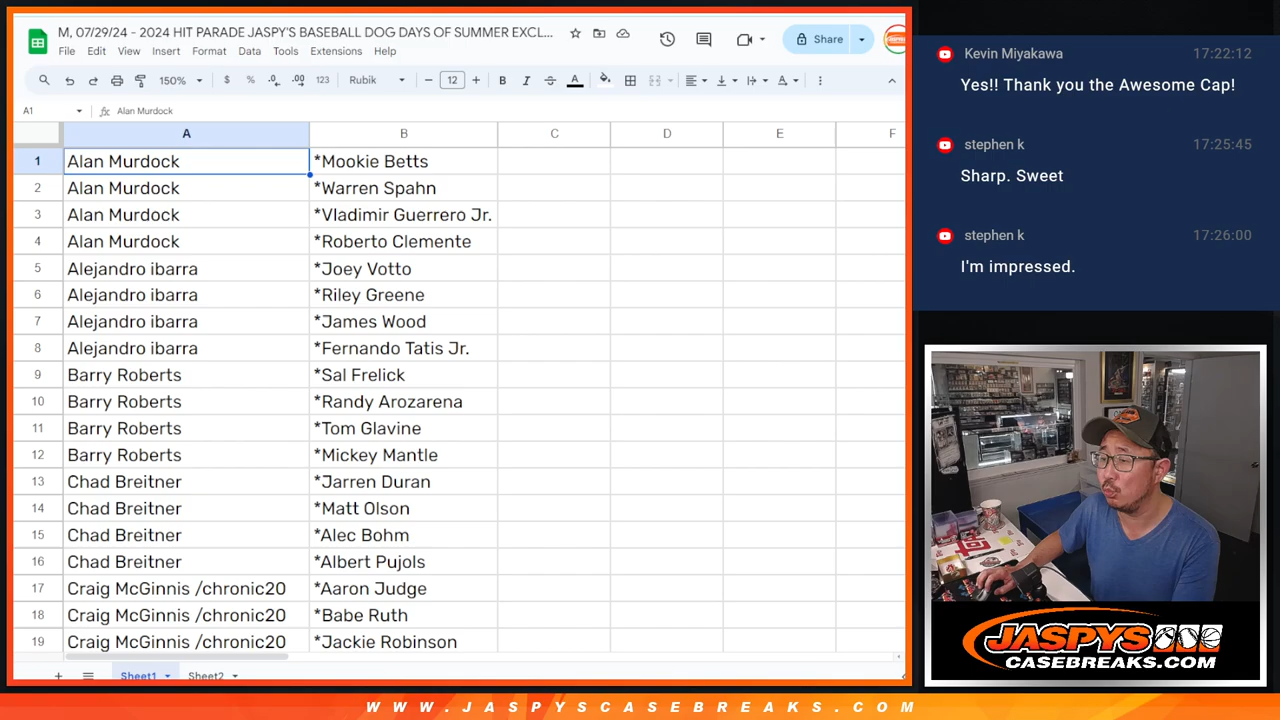 M, 07/29/24 - 2024 HIT PARADE JASPY'S BASEBALL DOG DAYS OF SUMMER EXCL...
File Edit View Insert Format Data Tools Extensions Help
Share
150% $ % .0 .00 123 Rubik 12 B I A
A1 fx Alan Murdock
A B C D E F
1 Alan Murdock *Mookie Betts
2 Alan Murdock *Warren Spahn
3 Alan Murdock *Vladimir Guerrero Jr.
4 Alan Murdock *Roberto Clemente
5 Alejandro ibarra *Joey Votto
6 Alejandro ibarra *Riley Greene
7 Alejandro ibarra *James Wood
8 Alejandro ibarra *Fernando Tatis Jr.
9 Barry Roberts *Sal Frelick
10 Barry Roberts *Randy Arozarena
11 Barry Roberts *Tom Glavine
12 Barry Roberts *Mickey Mantle
13 Chad Breitner *Jarren Duran
14 Chad Breitner *Matt Olson
15 Chad Breitner *Alec Bohm
16 Chad Breitner *Albert Pujols
17 Craig McGinnis /chronic20 *Aaron Judge
18 Craig McGinnis /chronic20 *Babe Ruth
19 Craig McGinnis /chronic20 *Jackie Robinson
Sheet1 Sheet2
Kevin Miyakawa 17:22:12
Yes!! Thank you the Awesome Cap!
stephen k 17:25:45
Sharp. Sweet
stephen k 17:26:00
I'm impressed.
JASPYS
CASEBREAKS.COM
WWW.JASPYSCASEBREAKS.COM